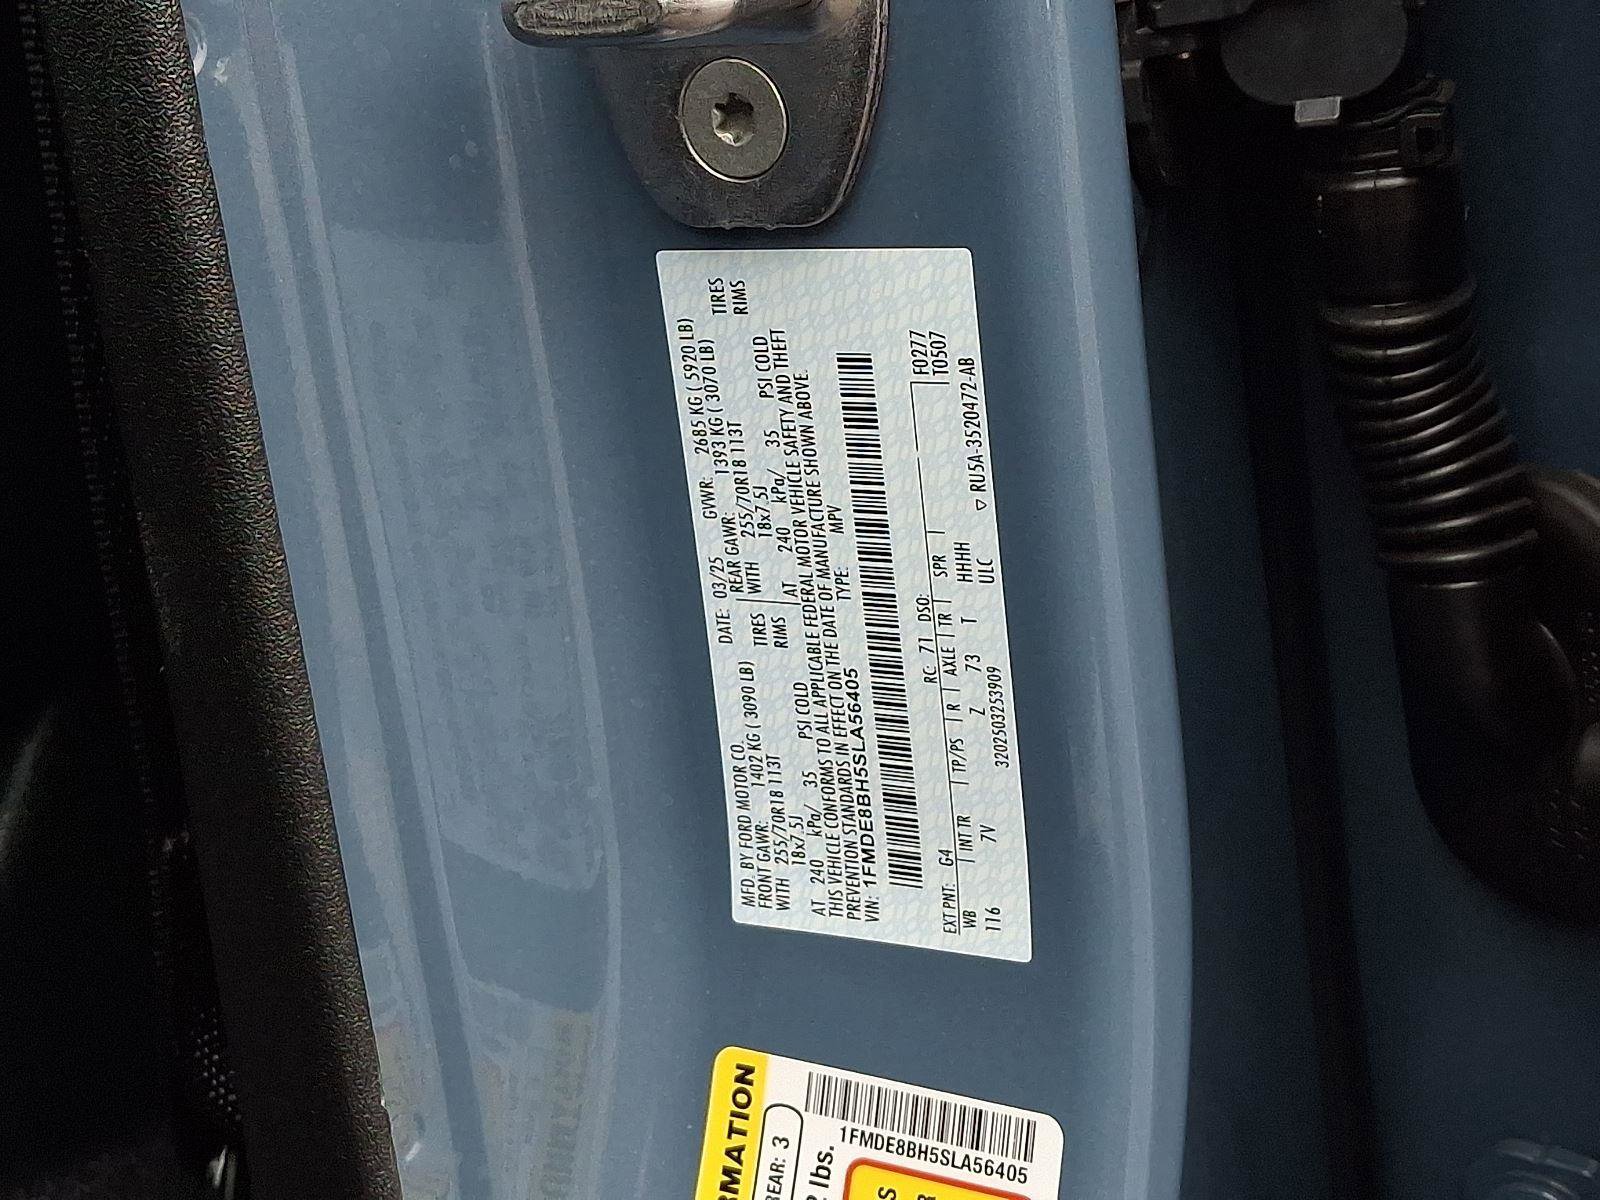 MFD. BY FORD MOTOR CO.
DATE: 03/25 GVWR: 2685 KG ( 5920 LB)
FRONT GAWR: 1402 KG ( 3090 LB)
REAR GAWR: 1393 KG ( 3070 LB)
WITH 255/70R18 113T TIRES
WITH 255/70R18 113T TIRES
18x7.5J RIMS
18x7.5J RIMS
AT 240 kPa/ 35 PSI COLD
AT 240 kPa/ 35 PSI COLD
THIS VEHICLE CONFORMS TO ALL APPLICABLE FEDERAL MOTOR VEHICLE SAFETY AND THEFT
PREVENTION STANDARDS IN EFFECT ON THE DATE OF MANUFACTURE SHOWN ABOVE.
VIN: 1FMDE8BH5SLA56405 TYPE: MPV
F0277
T0507
EXT PNT: G4 RC: 71 DSO:
WB INT TR TP/PS R AXLE TR SPR
116 7V Z 73 T HHHH
ULC
320250325390​9 ▽ RU5A-3520472-AB
RMATION
REAR: 3
lbs.
1FMDE8BH5SLA56405